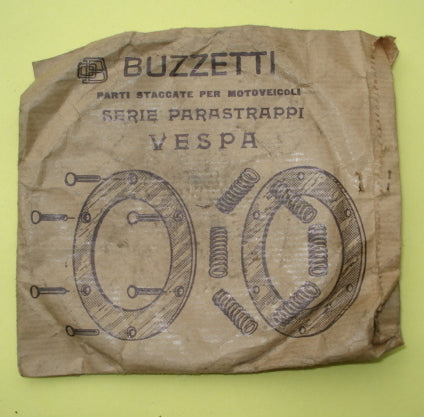 BUZZETTI
PARTI STACCATE PER MOTOVEICOLI
SERIE PARASTRAPPI
VESPA